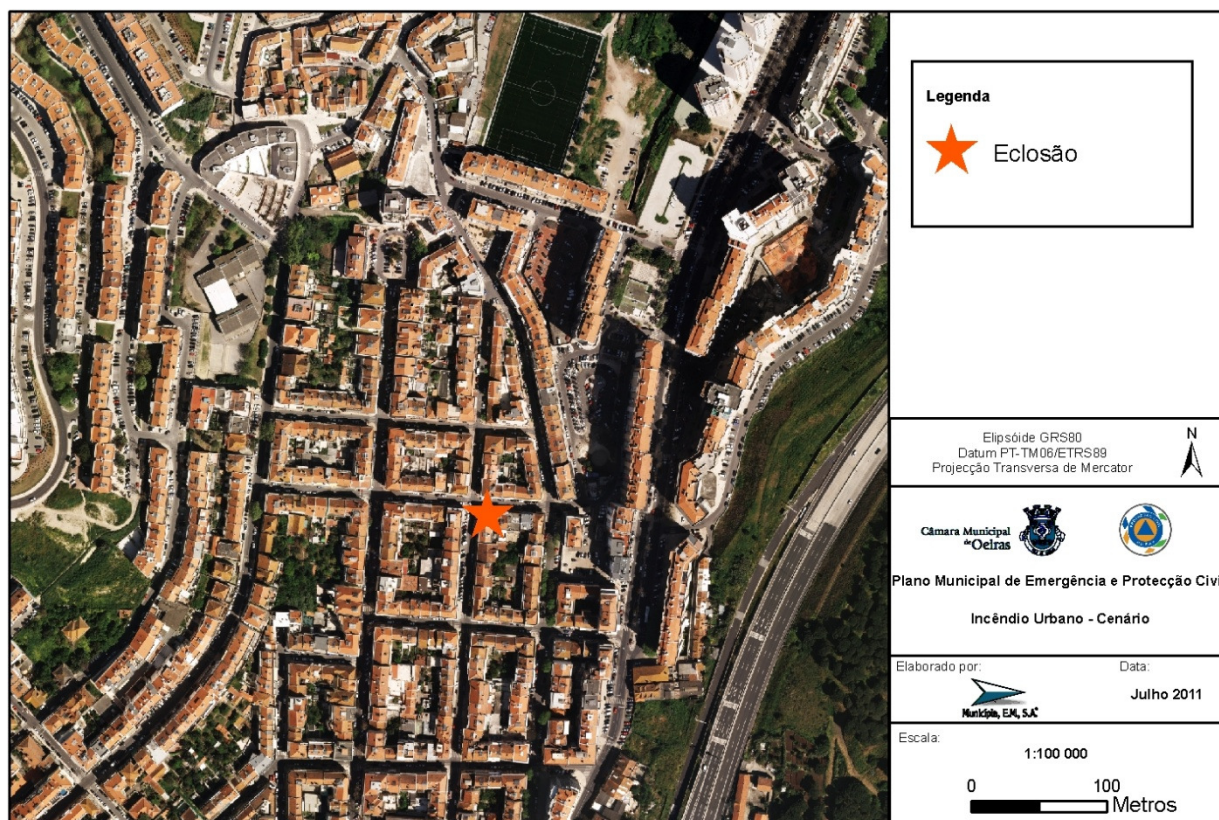 Legenda
Eclosão
Elipsóide GRS80
Datum PT-TM06/ETRS89
Projecção Transversa de Mercator
N
Câmara Municipal
de Oeiras
Plano Municipal de Emergência e Protecção Civi
Incêndio Urbano - Cenário
Elaborado por:
Data:
Municípia, E.M., S.A.
Julho 2011
Escala:
1:100 000
0
100
Metros